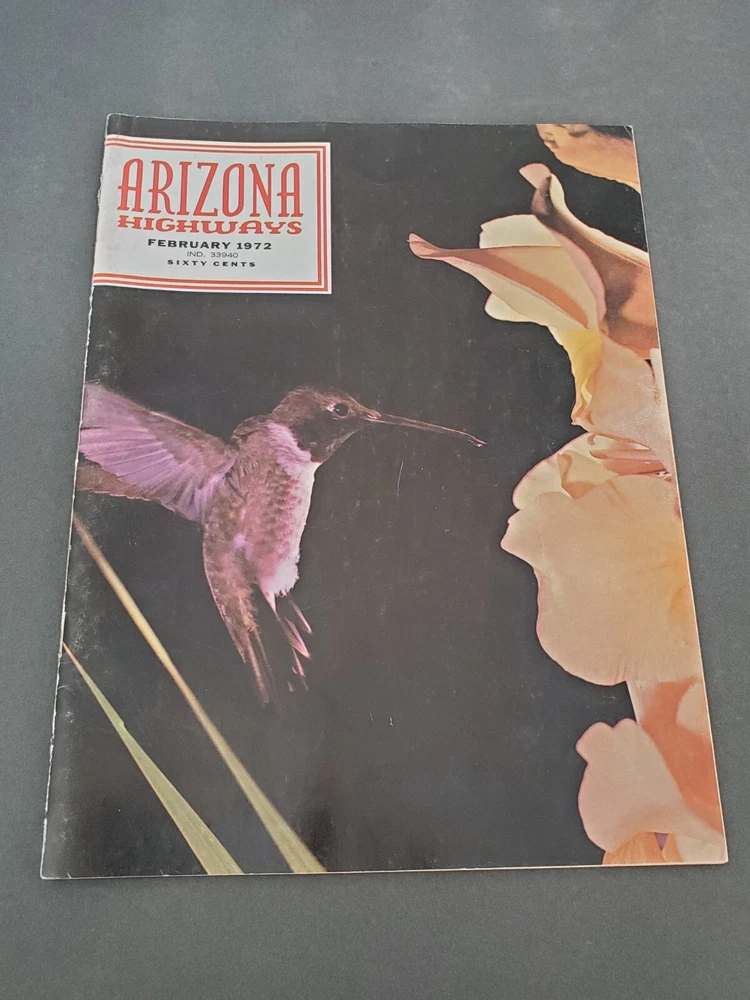 ARIZONA
HIGHWAYS
FEBRUARY 1972
IND. 33940
SIXTY CENTS